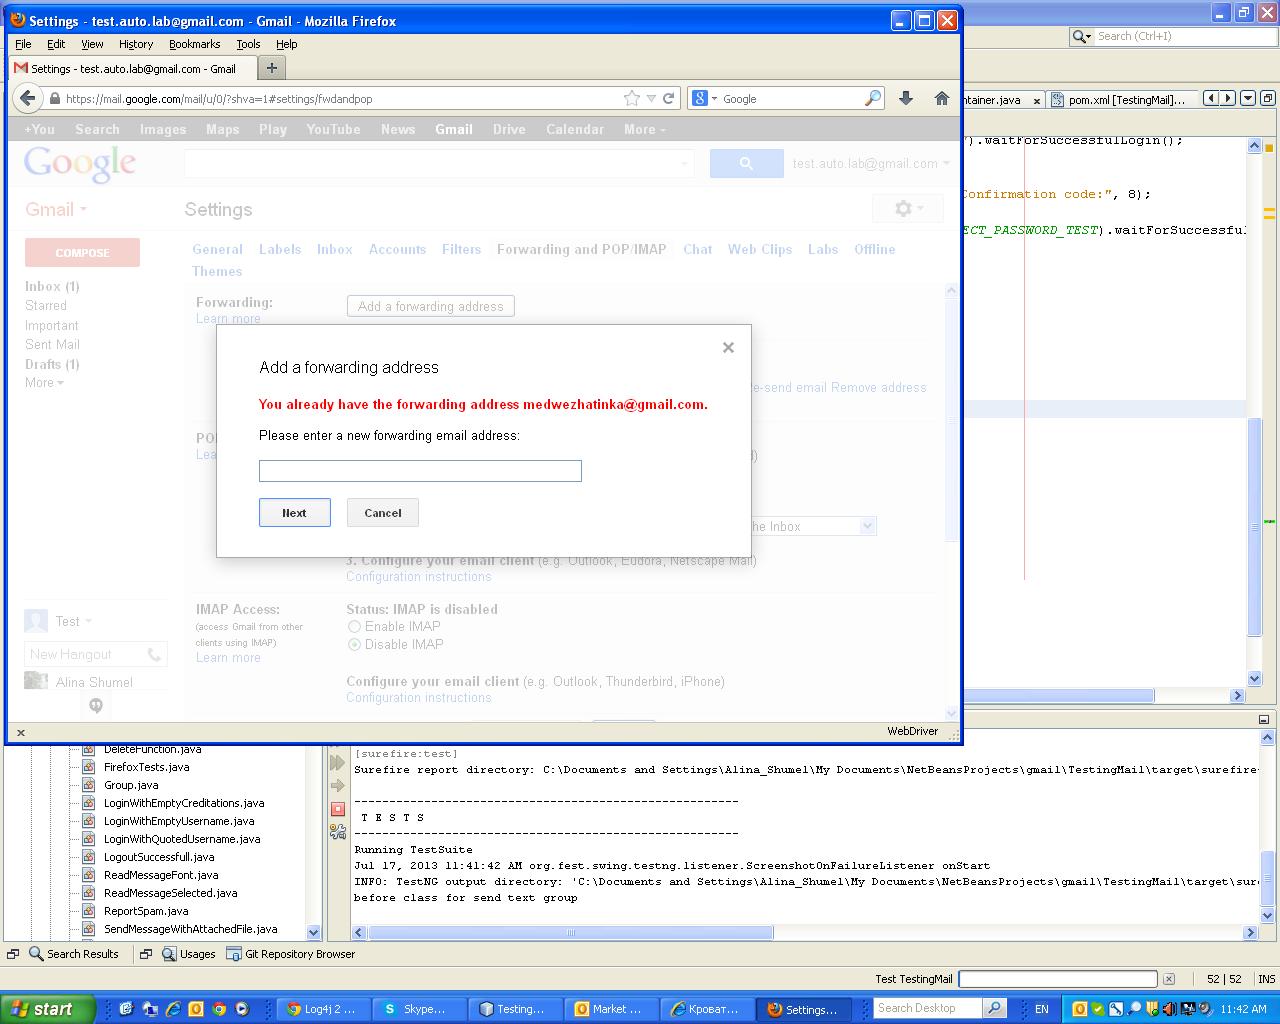 Settings - test.auto.lab@gmail.com - Gmail - Mozilla Firefox
File Edit View History Bookmarks Tools Help
Search (Ctrl+I)
Settings - test.auto.lab@gmail.com - Gmail
https://mail.google.com/mail/u/0/?shva=1#settings/fwdandpop
Google
ntainer.java
pom.xml [TestingMail]...
+You Search Images Maps Play YouTube News Gmail Drive Calendar More
).waitForSuccessfulLogin();
Google
test.auto.lab@gmail.com
Confirmation code:", 8);
Gmail
Settings
ECT_PASSWORD_TEST).waitForSuccessful
COMPOSE
General Labels Inbox Accounts Filters Forwarding and POP/IMAP Chat Web Clips Labs Offline
Themes
Inbox (1)
Starred
Important
Sent Mail
Drafts (1)
More
Forwarding:
Add a forwarding address
Learn more
Add a forwarding address
e-send email Remove address
You already have the forwarding address medwezhatinka@gmail.com.
Please enter a new forwarding email address:
PO
Lea
Next
Cancel
he Inbox
3. Configure your email client (e.g. Outlook, Eudora, Netscape Mail)
Configuration instructions
IMAP Access:
(access Gmail from other
clients using IMAP)
Learn more
Status: IMAP is disabled
Enable IMAP
Disable IMAP
Configure your email client (e.g. Outlook, Thunderbird, iPhone)
Configuration instructions
Test
New Hangout
Alina Shumel
WebDriver
DeleteFunction.java
FirefoxTests.java
Group.java
LoginWithEmptyCreditations.java
LoginWithEmptyUsername.java
LoginWithQuotedUsername.java
LogoutSuccessfull.java
ReadMessageFont.java
ReadMessageSelected.java
ReportSpam.java
SendMessageWithAttachedFile.java
[surefire:test]
Surefire report directory: C:\Documents and Settings\Alina_Shumel\My Documents\NetBeansProjects\gmail\TestingMail\target\surefire
-------------------------------------------------------
T E S T S
-------------------------------------------------------
Running TestSuite
Jul 17, 2013 11:41:42 AM org.fest.swing.testng.listener.ScreenshotOnFailureListener onStart
INFO: TestNG output directory: 'C:\Documents and Settings\Alina_Shumel\My Documents\NetBeansProjects\gmail\TestingMail\target\sure
before class for send text group
Search Results
Usages
Git Repository Browser
Test TestingMail
52 | 52
INS
start
Log4j 2 ...
Skype...
Testing...
Market ...
Кроват...
Settings...
Search Desktop
EN
11:42 AM